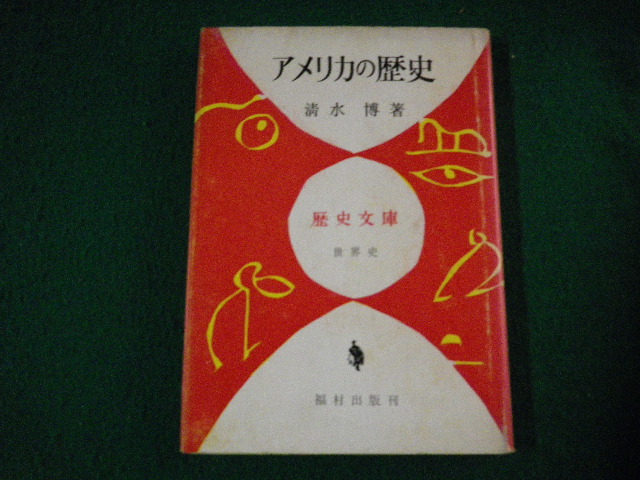 アメリカの歴史
清水 博著
歴史文庫
世界史
福村出版刊